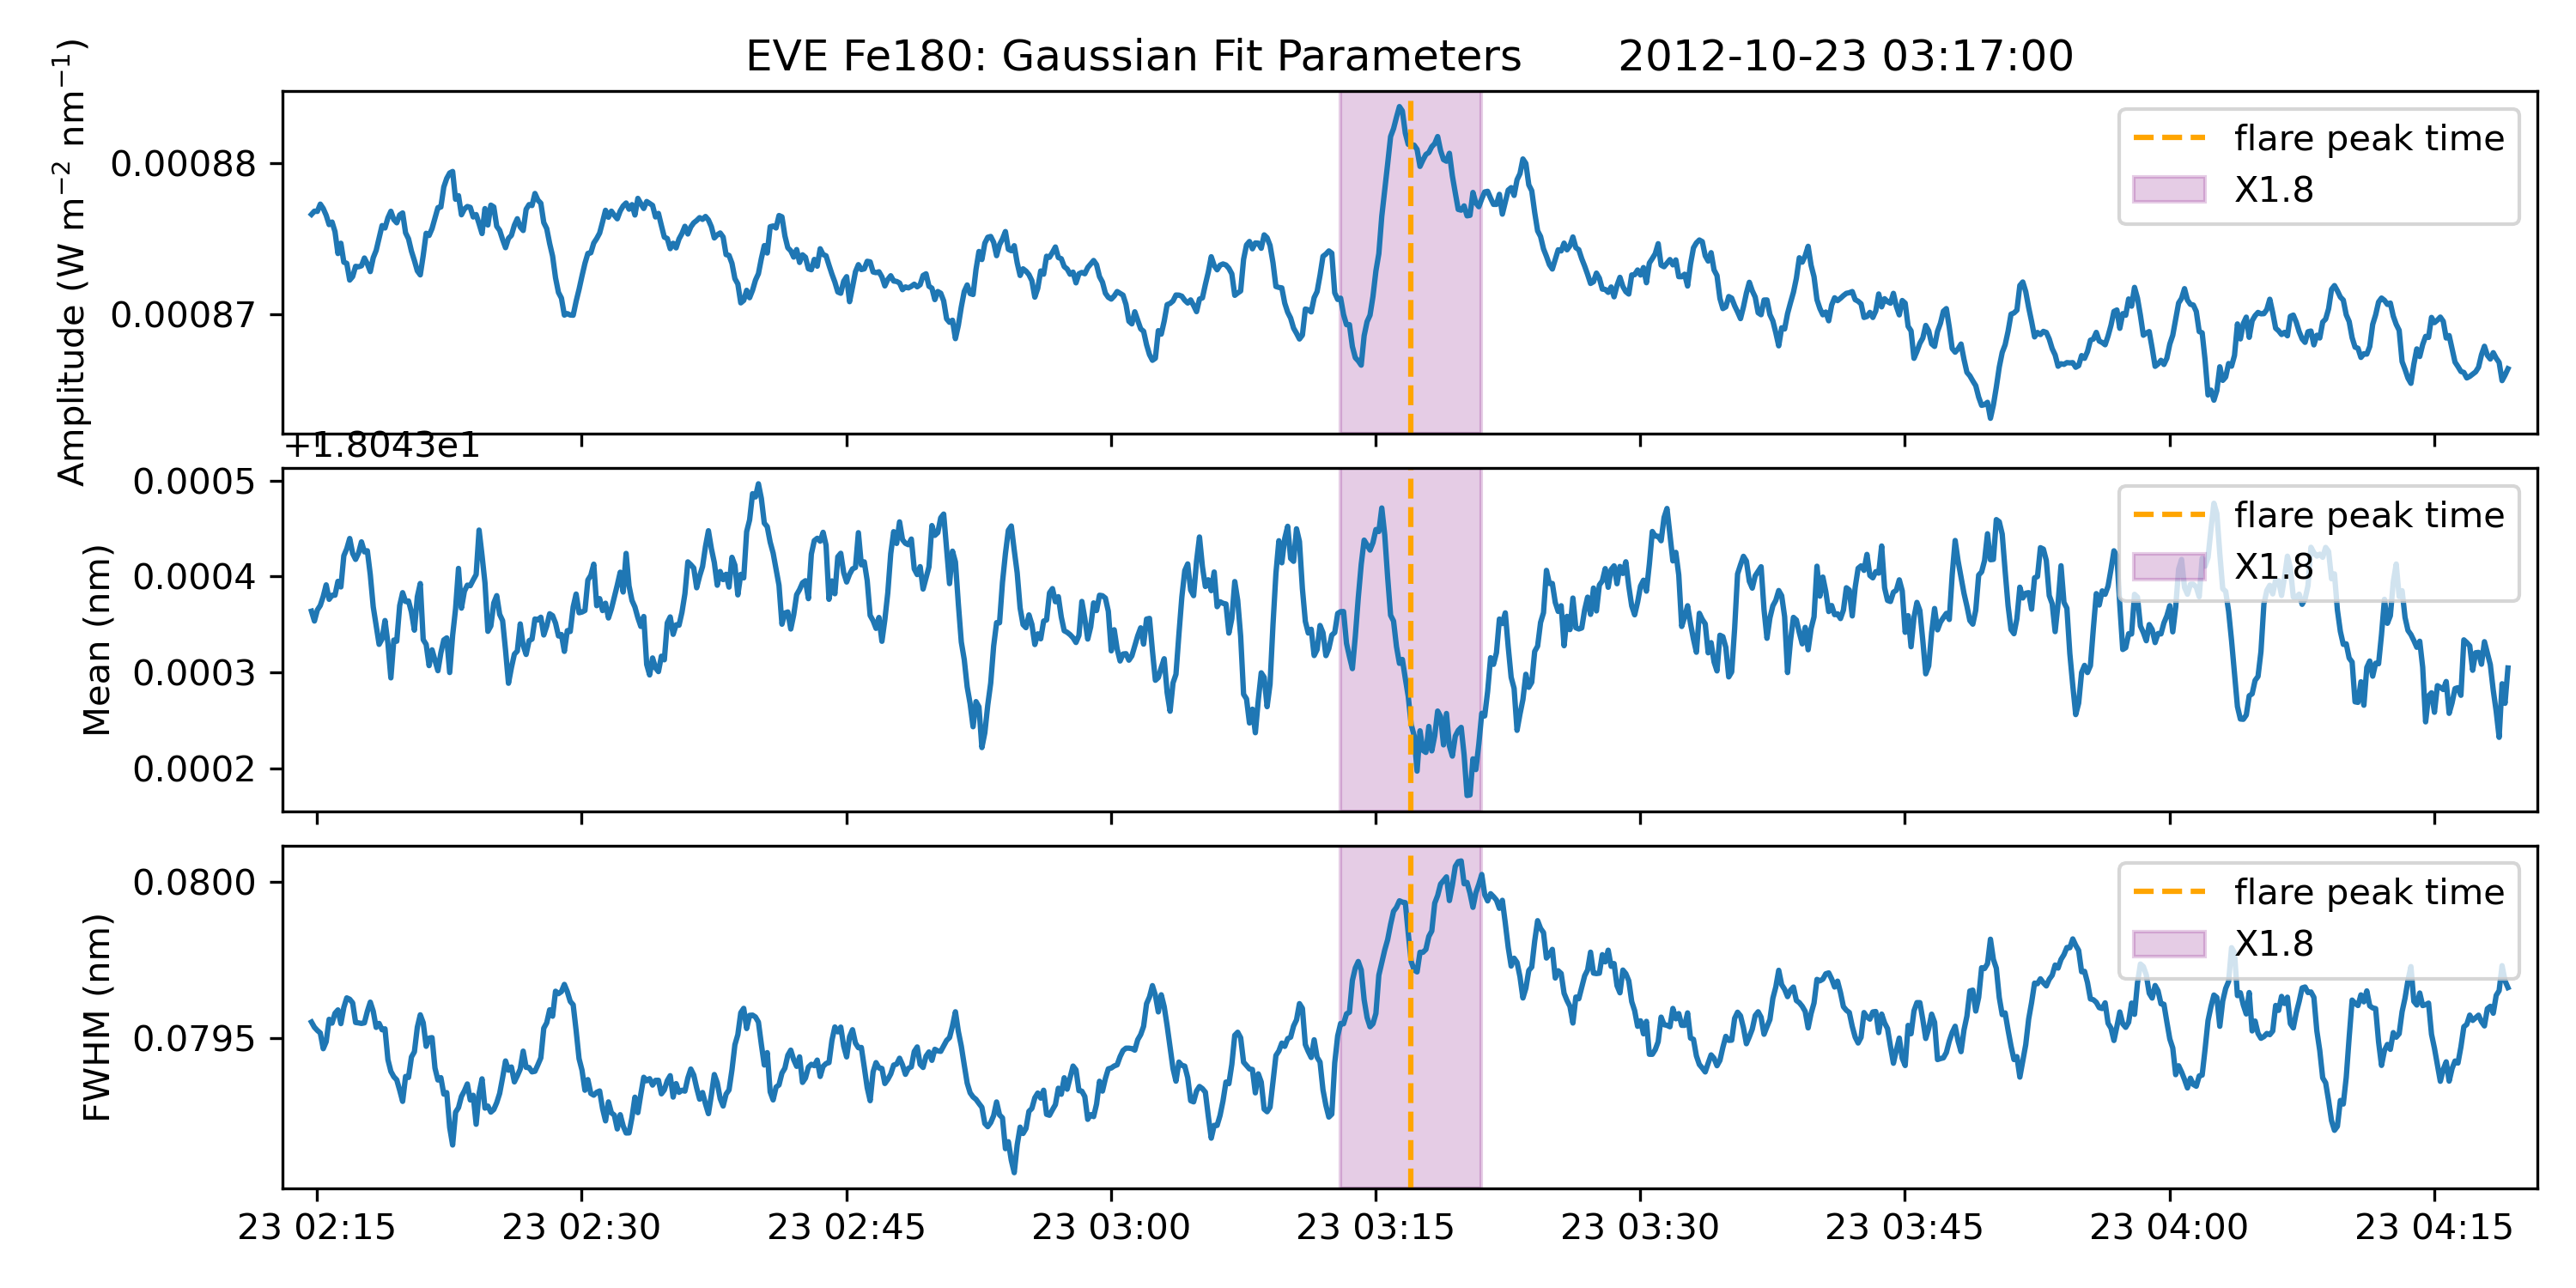 EVE Fe180: Gaussian Fit Parameters 2012-10-23 03:17:00
Amplitude (W m⁻² nm⁻¹)
0.00088
0.00087
flare peak time
X1.8
+1.8043e1
Mean (nm)
0.0005
0.0004
0.0003
0.0002
flare peak time
X1.8
FWHM (nm)
0.0800
0.0795
flare peak time
X1.8
23 02:15 23 02:30 23 02:45 23 03:00 23 03:15 23 03:30 23 03:45 23 04:00 23 04:15